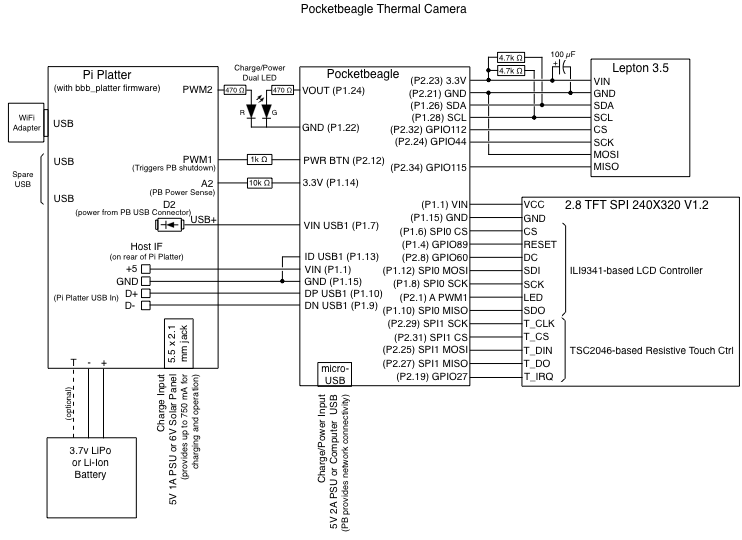 Pocketbeagle Thermal Camera
Pi Platter
(with bbb_platter firmware)
WiFi
Adapter
USB
USB
Spare
USB
USB
PWM2
PWM1
(Triggers PB shutdown)
A2
(PB Power Sense)
D2
(power from PB USB Connector)
USB+
Host IF
(on rear of Pi Platter)
+5
GND
(Pi Platter USB In)
D+
D-
5.5 x 2.1
mm jack
T - +
(optional)
3.7v LiPo
or Li-Ion
Battery
Charge Input
5V 1A PSU or 6V Solar Panel
(provides up to 750 mA for
charging and operation)
Charge/Power
Dual LED
470 Ω
470 Ω
R
G
1k Ω
10k Ω
Pocketbeagle
VOUT (P1.24)
GND (P1.22)
PWR BTN (P2.12)
3.3V (P1.14)
VIN USB1 (P1.7)
ID USB1 (P1.13)
VIN (P1.1)
GND (P1.15)
DP USB1 (P1.10)
DN USB1 (P1.9)
micro-
USB
Charge/Power Input
5V 2A PSU or Computer USB
(PB provides network connectivity)
(P2.23) 3.3V
(P2.21) GND
(P1.26) SDA
(P1.28) SCL
(P2.32) GPIO112
(P2.24) GPIO44
(P2.34) GPIO115
(P1.1) VIN
(P1.15) GND
(P1.6) SPI0 CS
(P1.4) GPIO89
(P2.8) GPIO60
(P1.12) SPI0 MOSI
(P1.8) SPI0 SCK
(P2.1) A PWM1
(P1.10) SPI0 MISO
(P2.29) SPI1 SCK
(P2.31) SPI1 CS
(P2.25) SPI1 MOSI
(P2.27) SPI1 MISO
(P2.19) GPIO27
4.7k Ω
4.7k Ω
100 µF
+
Lepton 3.5
VIN
GND
SDA
SCL
CS
SCK
MOSI
MISO
2.8 TFT SPI 240X320 V1.2
VCC
GND
CS
RESET
DC
SDI
SCK
LED
SDO
ILI9341-based LCD Controller
T_CLK
T_CS
T_DIN
T_DO
T_IRQ
TSC2046-based Resistive Touch Ctrl